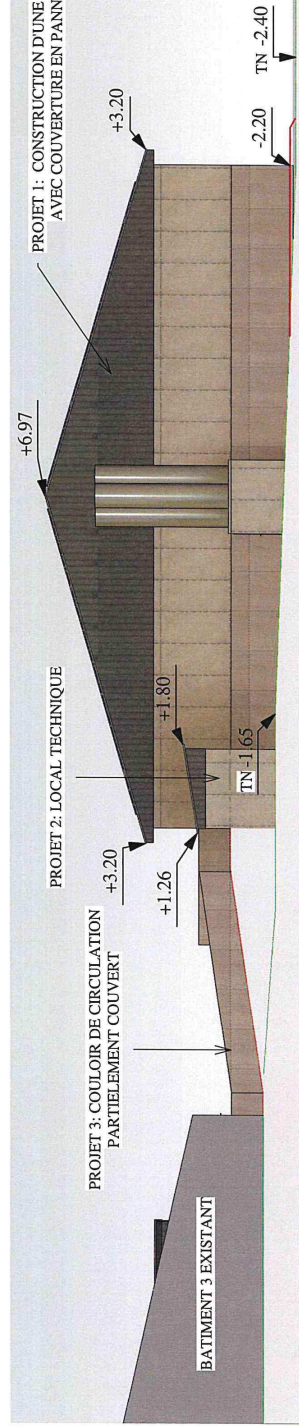 PROJET 3: COULOIR DE CIRCULATION
PARTIELEMENT COUVERT
BATIMENT 3 EXISTANT
PROJET 2: LOCAL TECHNIQUE
+3.20
+1.26
+1.80
TN -1.65
+6.97
PROJET 1: CONSTRUCTION D'UNE
AVEC COUVERTURE EN PANN
+3.20
-2.20
TN -2.40